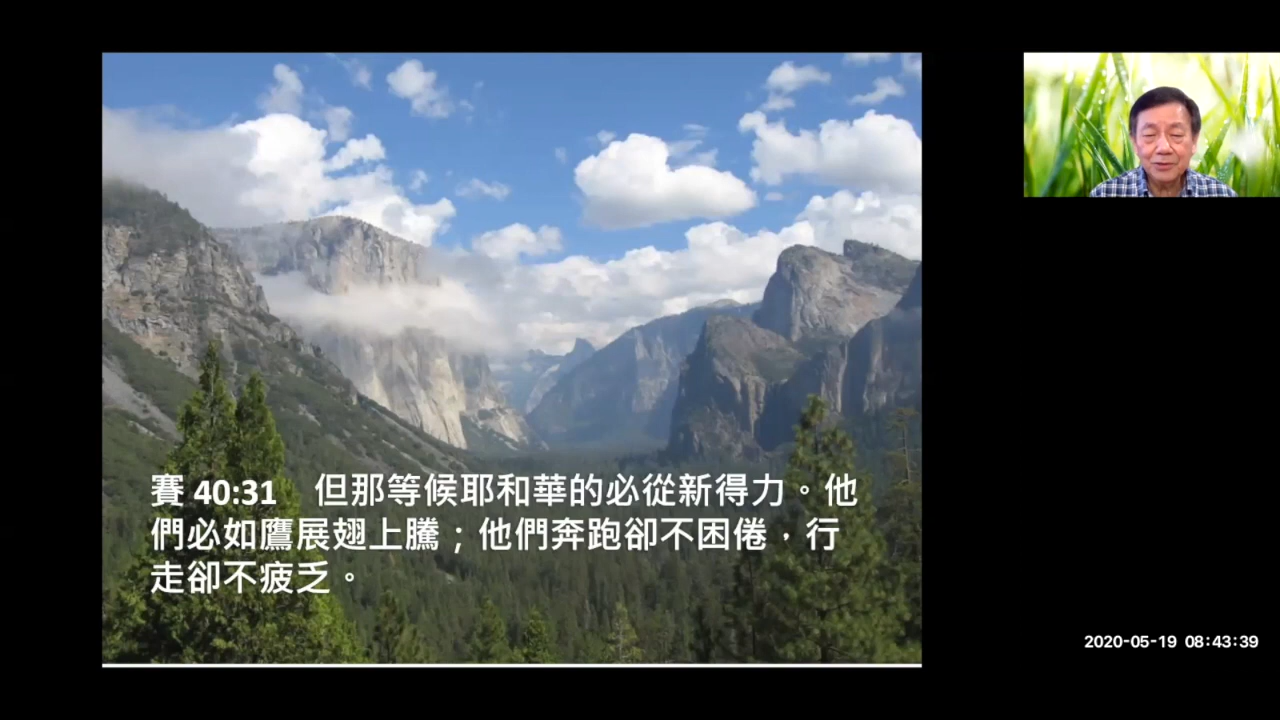 賽 40:31 但那等候耶和華的必從新得力。他
們必如鷹展翅上騰；他們奔跑卻不困倦，行
走卻不疲乏。
2020-05-19 08:43:39